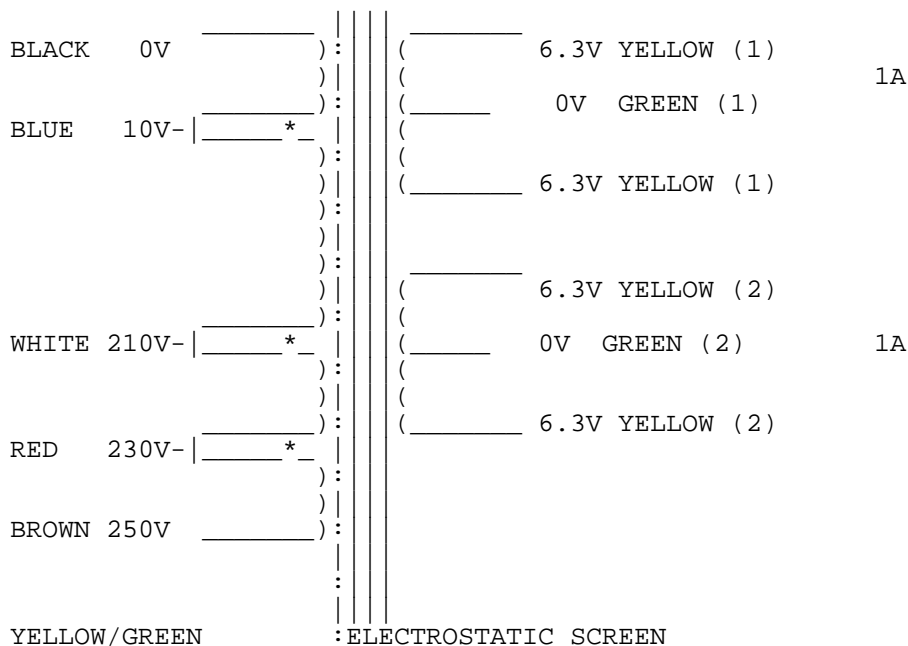 BLACK 0V 6.3V YELLOW (1)
1A
0V GREEN (1)
BLUE 10V
6.3V YELLOW (1)
6.3V YELLOW (2)
WHITE 210V 0V GREEN (2) 1A
6.3V YELLOW (2)
RED 230V
BROWN 250V
YELLOW/GREEN ELECTROSTATIC SCREEN